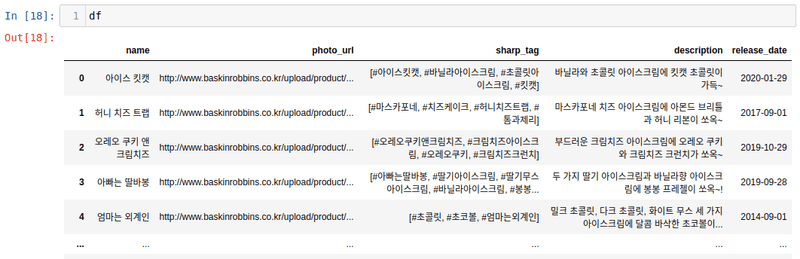 In [18]: 1 df
Out[18]:
name photo_url sharp_tag description release_date
0 아이스 킷캣 http://www.baskinrobbins.co.kr/upload/product/... [#아이스킷캣, #바닐라아이스크림, #초콜릿아 바닐라와 초콜릿 아이스크림에 킷캣 초콜릿이 2020-01-29
이스크림, #킷캣] 가득~
1 허니 치즈 트랩 http://www.baskinrobbins.co.kr/upload/product/... [#마스카포네, #치즈케이크, #허니치즈트랩, # 마스카포네 치즈 아이스크림에 아몬드 브리틀 2017-09-01
톰과제리] 과 허니 리본이 쏘옥~
2 오레오 쿠키 앤 http://www.baskinrobbins.co.kr/upload/product/... [#오레오쿠키앤크림치즈, #크림치즈아이스크 부드러운 크림치즈 아이스크림에 오레오 쿠키 2019-10-29
크림치즈 림, #오레오쿠키, #크림치즈크런치] 와 크림치즈 크런치가 쏘옥~
3 아빠는 딸바봉 http://www.baskinrobbins.co.kr/upload/product/... [#아빠는딸바봉, #딸기아이스크림, #딸기무스 두 가지 딸기 아이스크림과 바닐라향 아이스크 2019-09-28
아이스크림, #바닐라아이스크림, #봉봉... 림에 봉봉 프레첼이 쏘옥~!
4 엄마는 외계인 http://www.baskinrobbins.co.kr/upload/product/... [#초콜릿, #초코볼, #엄마는외계인] 밀크 초콜릿, 다크 초콜릿, 화이트 무스 세 가지 2014-09-01
아이스크림에 달콤 바삭한 초코볼이...
... ... ... ... ... ...